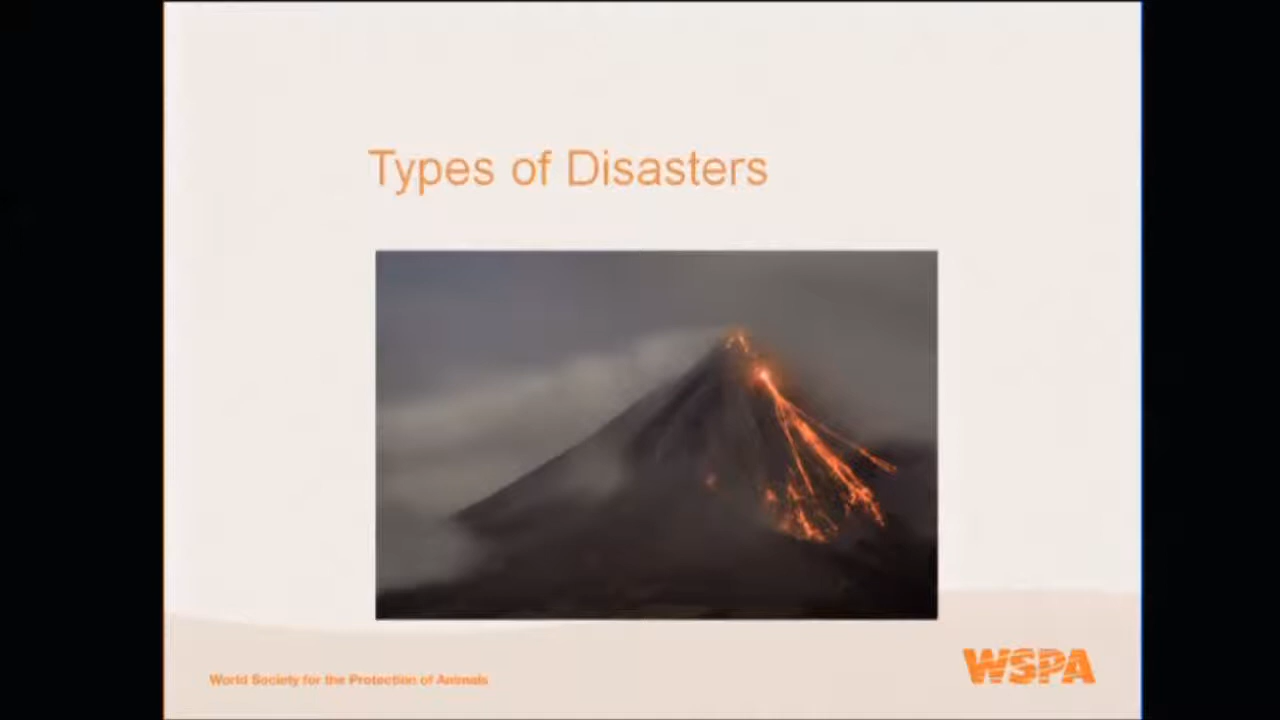 Types of Disasters
World Society for the Protection of Animals
WSPA